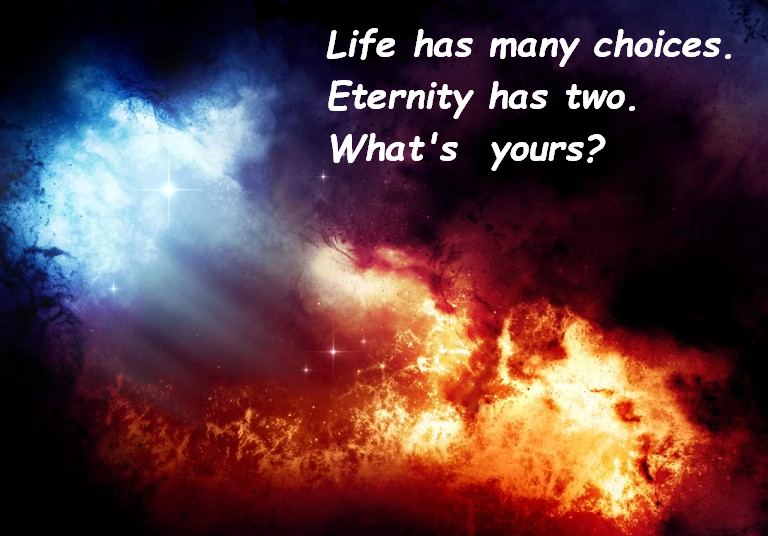 Life has many choices.
Eternity has two.
What's yours?